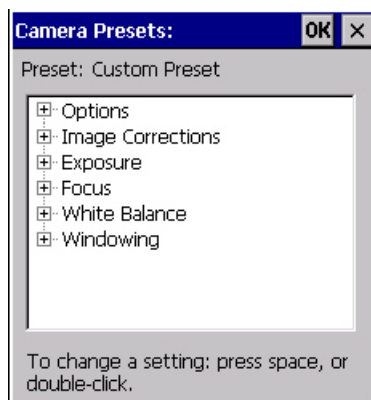 Camera Presets: OK ×
Preset: Custom Preset
Options
Image Corrections
Exposure
Focus
White Balance
Windowing
To change a setting: press space, or
double-click.